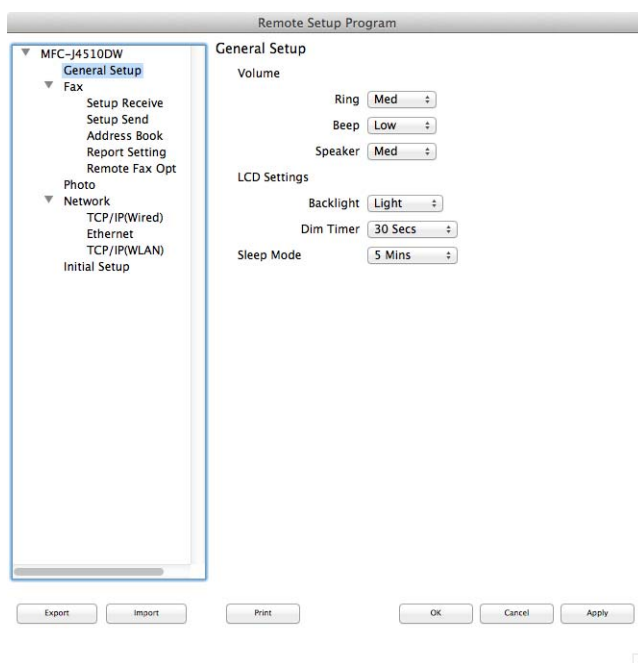 Remote Setup Program
MFC-J4510DW
General Setup
Fax
Setup Receive
Setup Send
Address Book
Report Setting
Remote Fax Opt
Photo
Network
TCP/IP(Wired)
Ethernet
TCP/IP(WLAN)
Initial Setup
General Setup
Volume
Ring Med
Beep Low
Speaker Med
LCD Settings
Backlight Light
Dim Timer 30 Secs
Sleep Mode 5 Mins
Export Import Print OK Cancel Apply